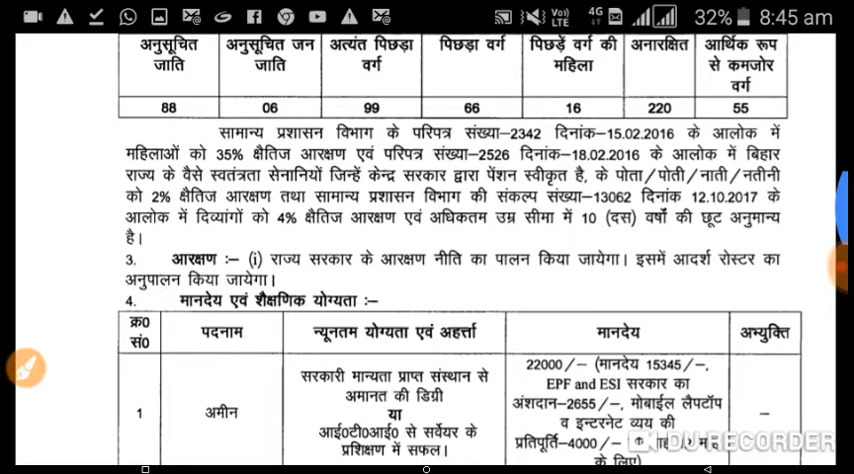 32% 8:45 am
अनुसूचित जाति | अनुसूचित जन जाति | अत्यंत पिछड़ा वर्ग | पिछड़ा वर्ग | पिछड़ें वर्ग की महिला | अनारक्षित | आर्थिक रूप से कमजोर वर्ग
88 | 06 | 99 | 66 | 16 | 220 | 55
सामान्य प्रशासन विभाग के परिपत्र संख्या-2342 दिनांक-15.02.2016 के आलोक में
महिलाओं को 35% क्षैतिज आरक्षण एवं परिपत्र संख्या-2526 दिनांक-18.02.2016 के आलोक में बिहार
राज्य के वैसे स्वतंत्रता सेनानियों जिन्हें केन्द्र सरकार द्वारा पेंशन स्वीकृत है, के पोता/पोती/नाती/नतीनी
को 2% क्षैतिज आरक्षण तथा सामान्य प्रशासन विभाग की संकल्प संख्या-13062 दिनांक 12.10.2017 के
आलोक में दिव्यांगों को 4% क्षैतिज आरक्षण एवं अधिकतम उम्र सीमा में 10 (दस) वर्षों की छूट अनुमान्य
है।
3. आरक्षण :- (i) राज्य सरकार के आरक्षण नीति का पालन किया जायेगा। इसमें आदर्श रोस्टर का
अनुपालन किया जायेगा।
4. मानदेय एवं शैक्षणिक योग्यता :-
क्र0 सं0 | पदनाम | न्यूनतम योग्यता एवं अहर्त्ता | मानदेय | अभ्युक्ति
1 | अमीन
सरकारी मान्यता प्राप्त संस्थान से
अमानत की डिग्री
या
आई0टी0आई0 से सर्वेयर के
प्रशिक्षण में सफल।
22000/- (मानदेय 15345/-,
EPF and ESI सरकार का
अंशदान-2655/-, मोबाईल लैपटॉप
व इन्टरनेट व्यय की
प्रतिपूर्ति-4000/-
के लिए)
–
DU RECORDER